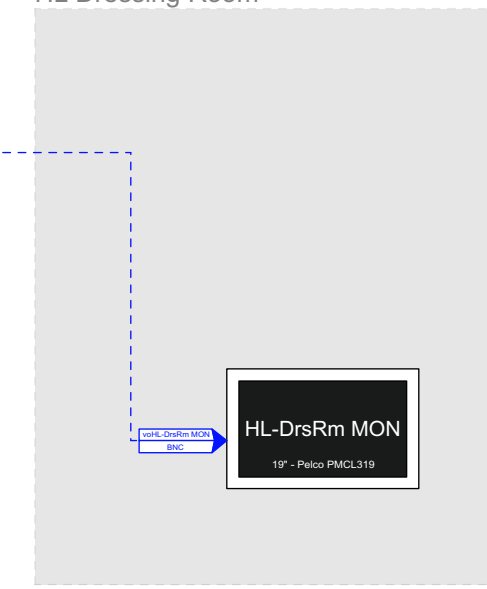 HL Dressing Room
voHL-DrsRm MON
BNC
HL-DrsRm MON
19" - Pelco PMCL319